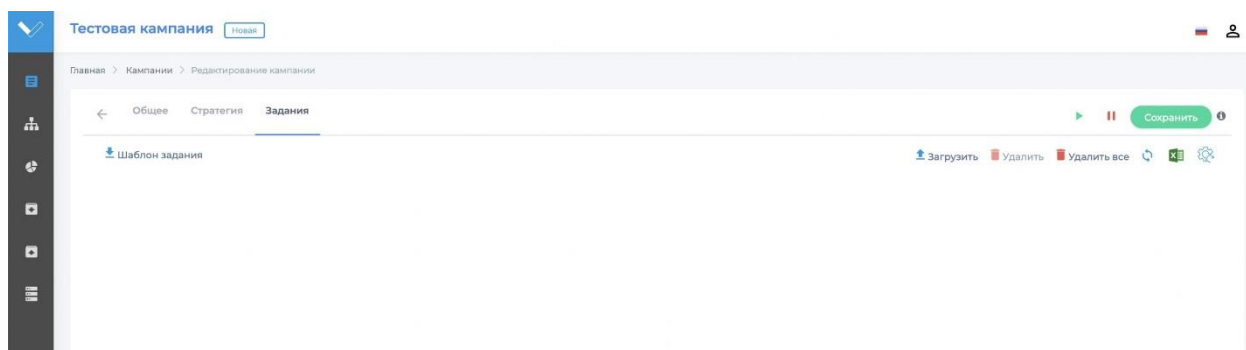 Тестовая кампания Новая
Главная > Кампании > Редактирование кампании
Общее Стратегия Задания Сохранить
Шаблон задания Загрузить Удалить Удалить все